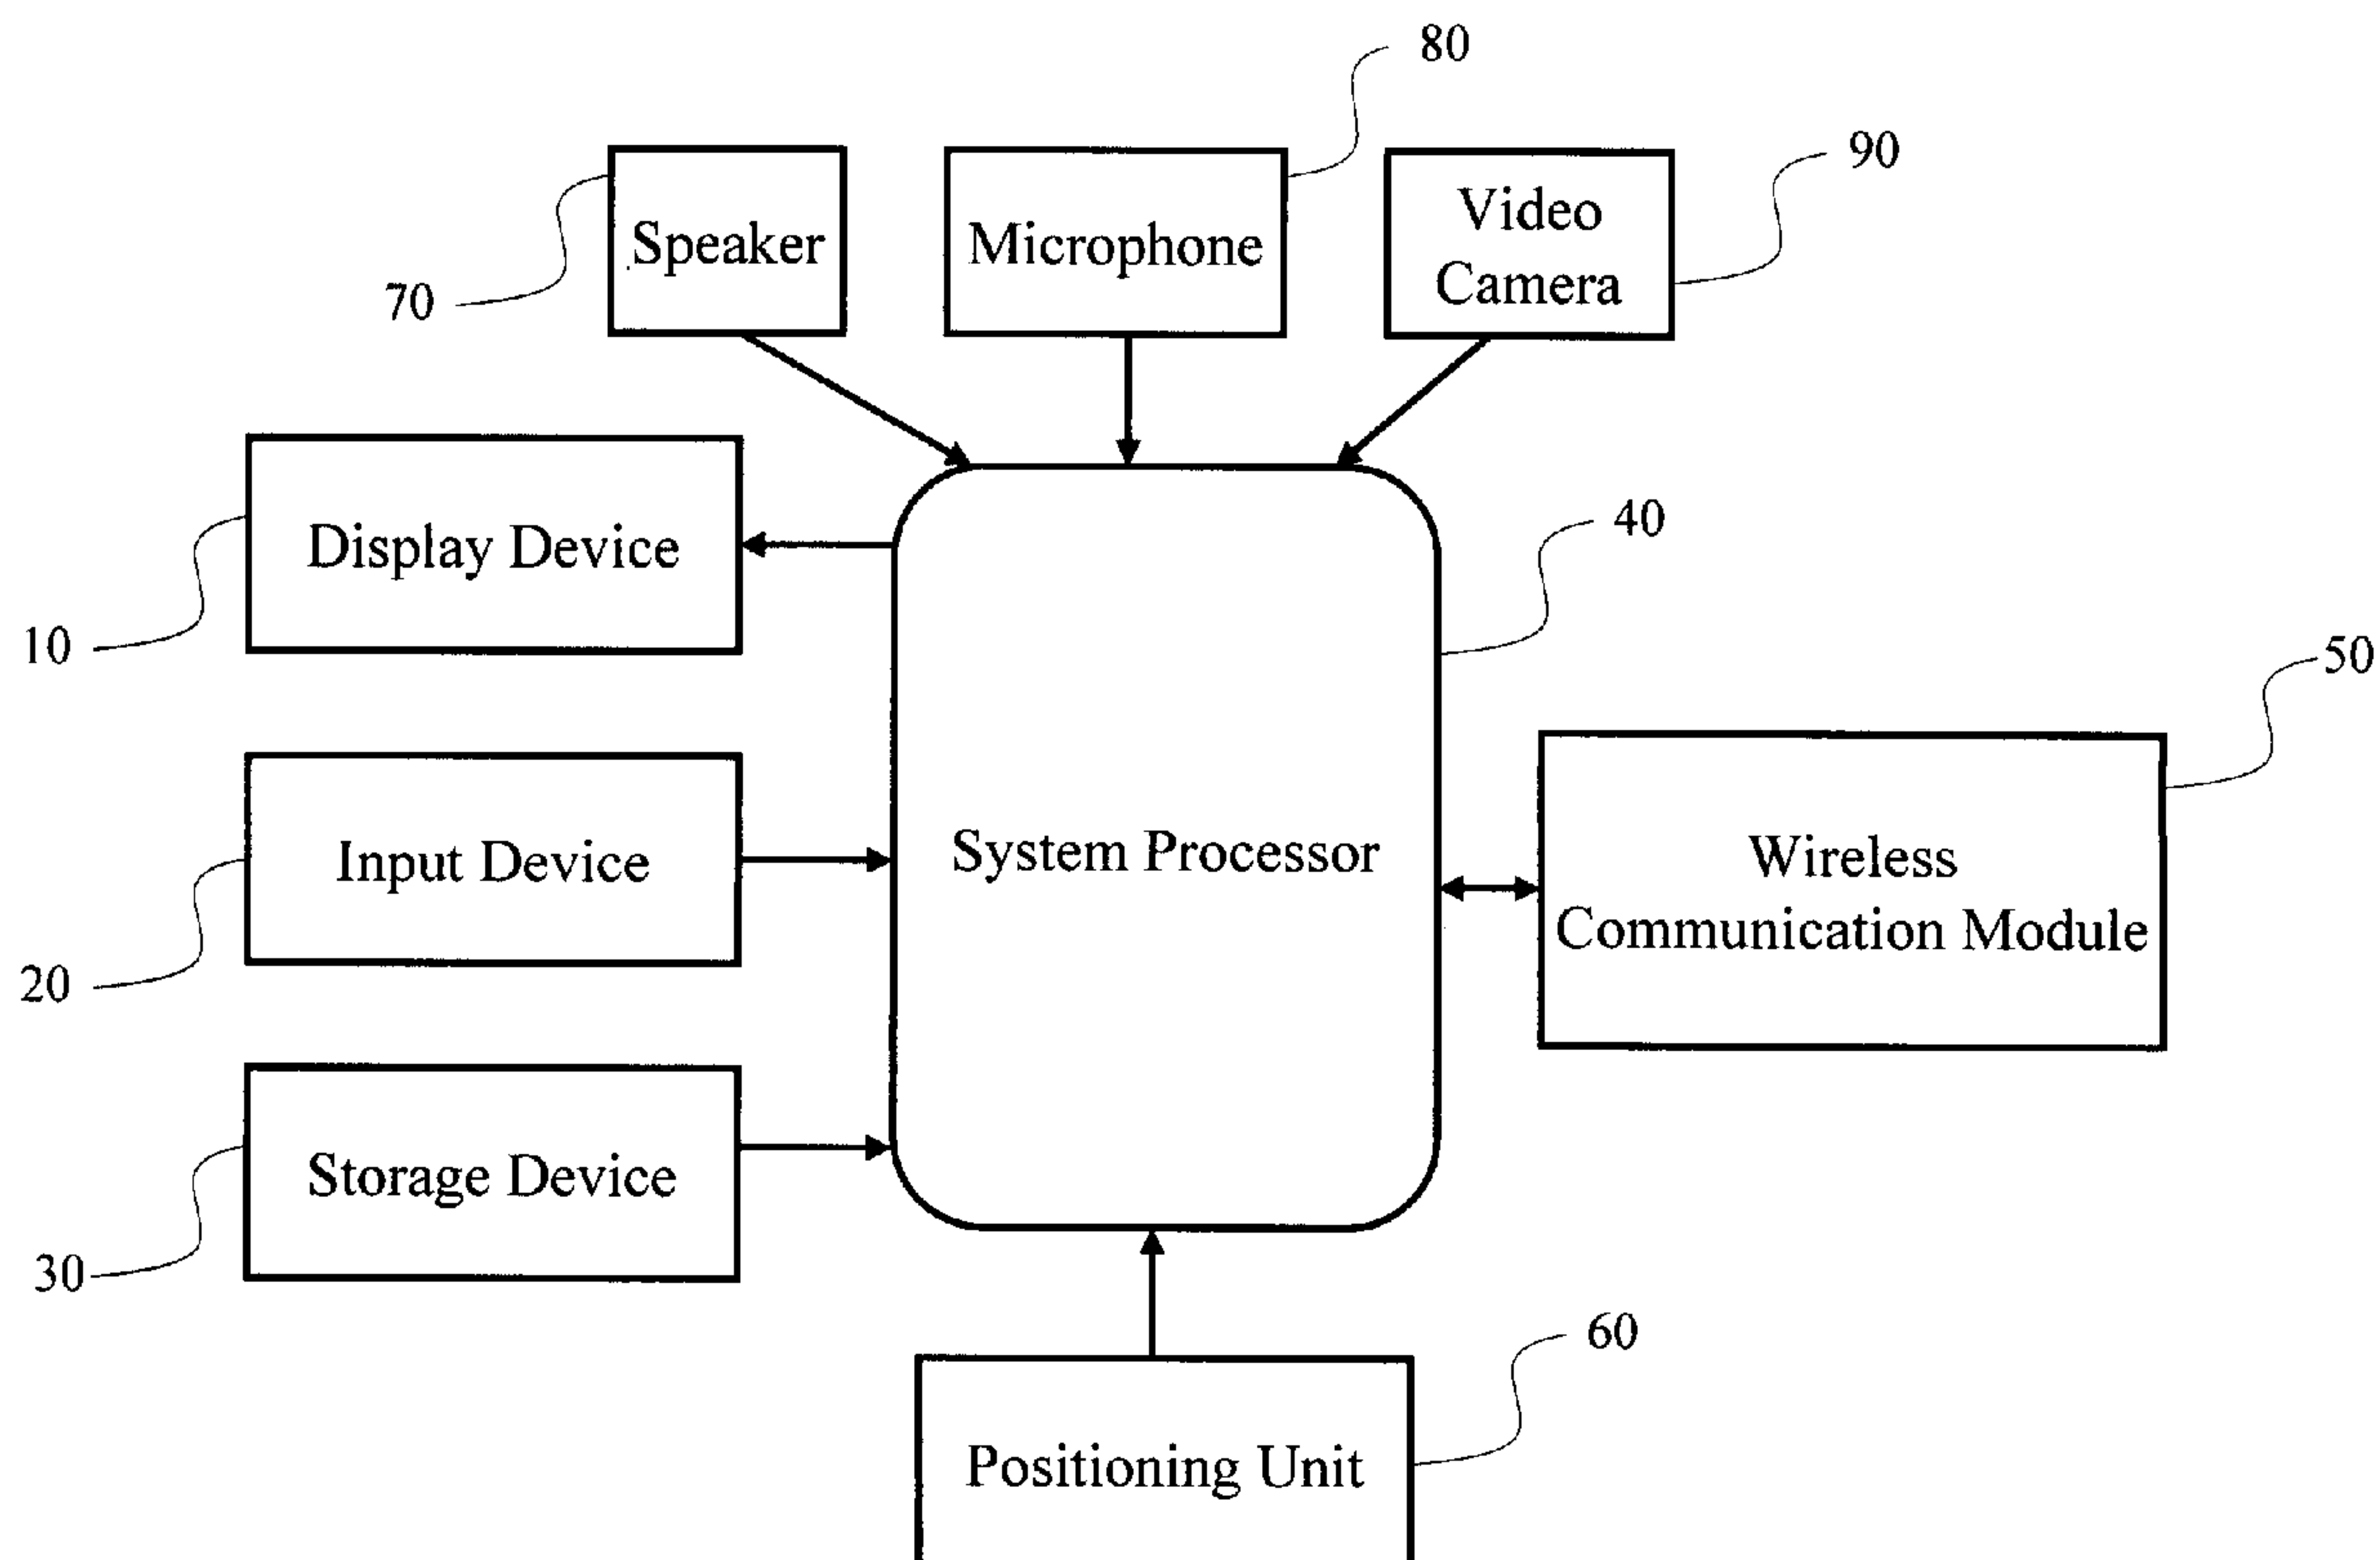 80
90
Speaker
Microphone
Video
Camera
70
Display Device
40
10
50
Input Device
System Processor
Wireless
Communication Module
20
Storage Device
30
60
Positioning Unit